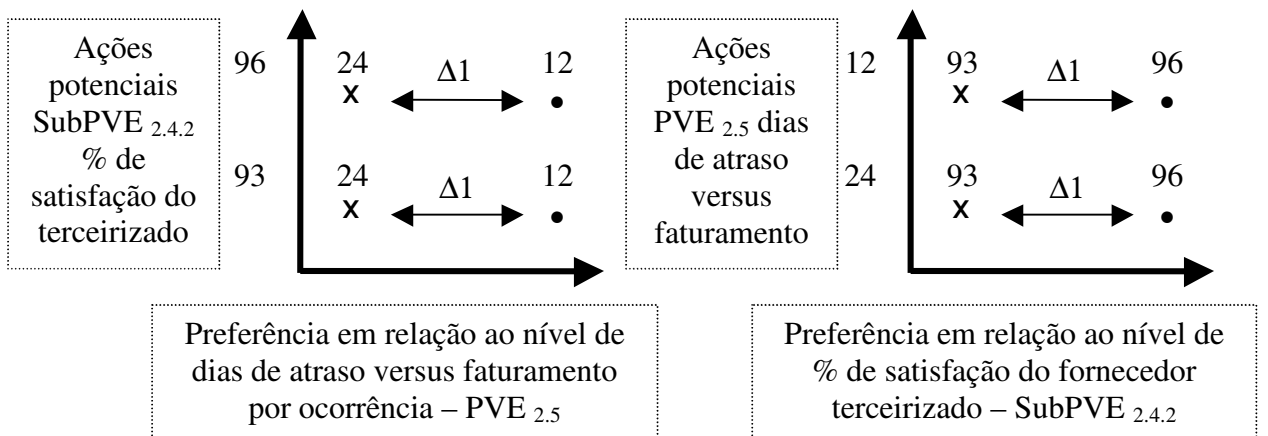 Ações
potenciais
SubPVE 2.4.2
% de
satisfação do
terceirizado
96
24
x
Δ1
12
93
24
x
Δ1
12
Preferência em relação ao nível de
dias de atraso versus faturamento
por ocorrência – PVE 2.5
Ações
potenciais
PVE 2.5 dias
de atraso
versus
faturamento
12
93
x
Δ1
96
24
93
x
Δ1
96
Preferência em relação ao nível de
% de satisfação do fornecedor
terceirizado – SubPVE 2.4.2